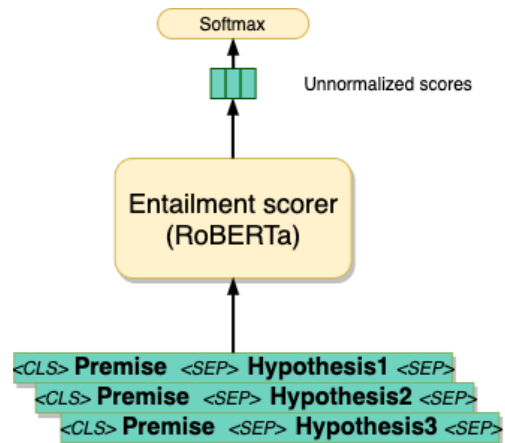 Softmax
Unnormalized scores
Entailment scorer
(RoBERTa)
<CLS> Premise <SEP> Hypothesis1 <SEP>
<CLS> Premise <SEP> Hypothesis2 <SEP>
<CLS> Premise <SEP> Hypothesis3 <SEP>